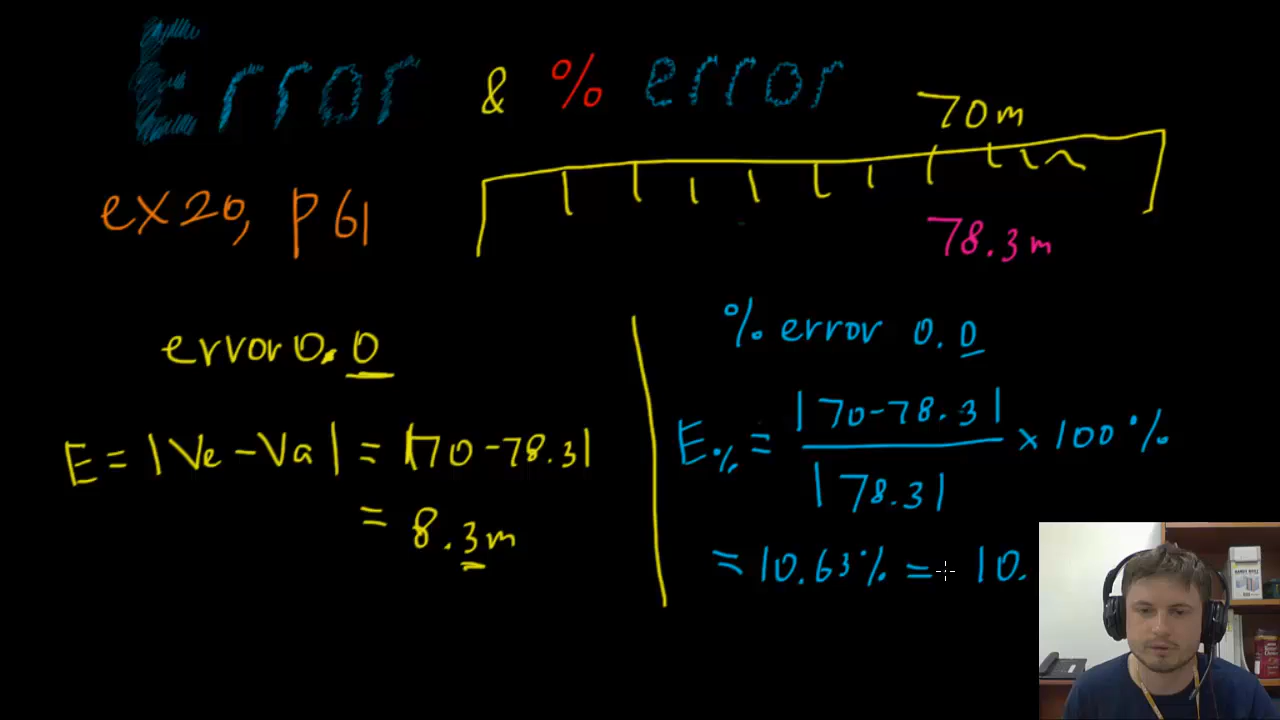 Error & % error
70m
ex20, p 61
78.3m
error 0.0
E = |Ve - Va| = |70 - 78.3|
= 8.3m
% error 0.0
E% = |70 - 78.3| / |78.3| × 100%
= 10.63% = 10.